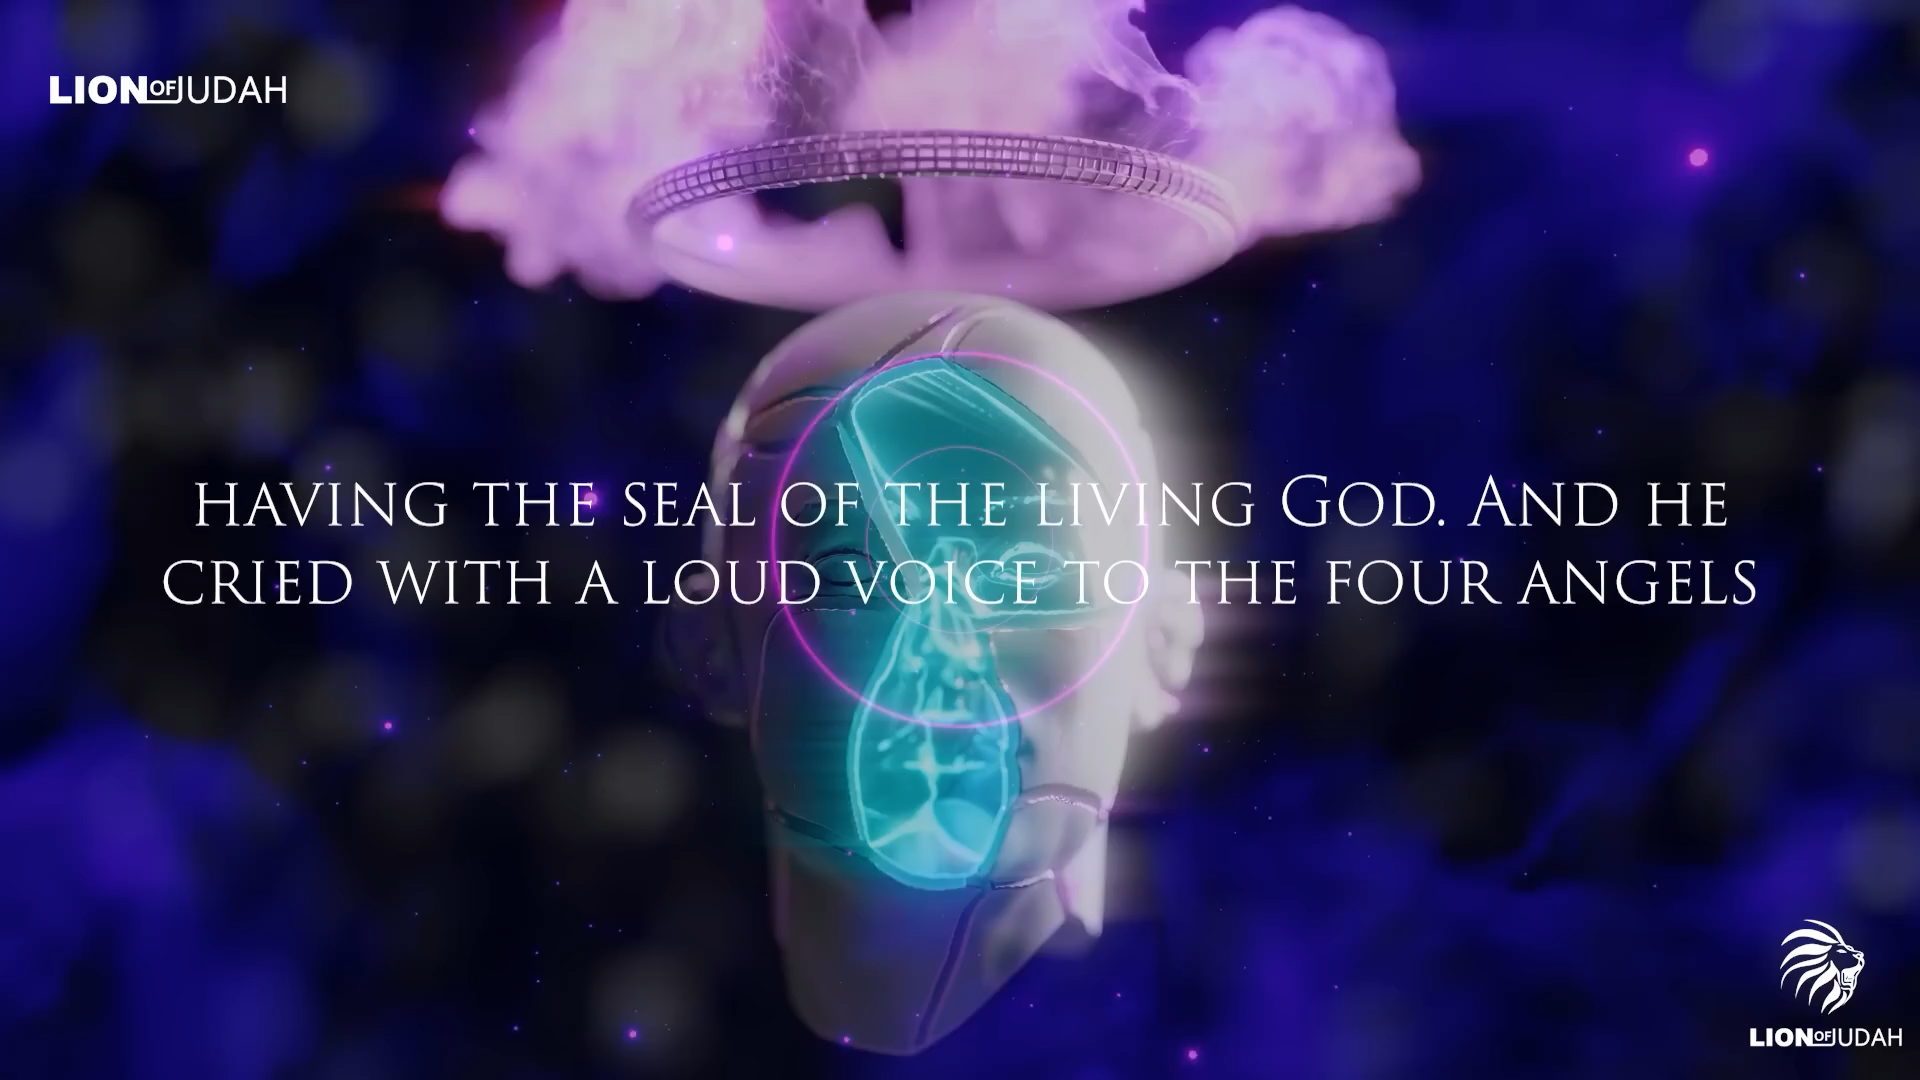 LION OF JUDAH
HAVING THE SEAL OF THE LIVING GOD. AND HE
CRIED WITH A LOUD VOICE TO THE FOUR ANGELS
LION OF JUDAH